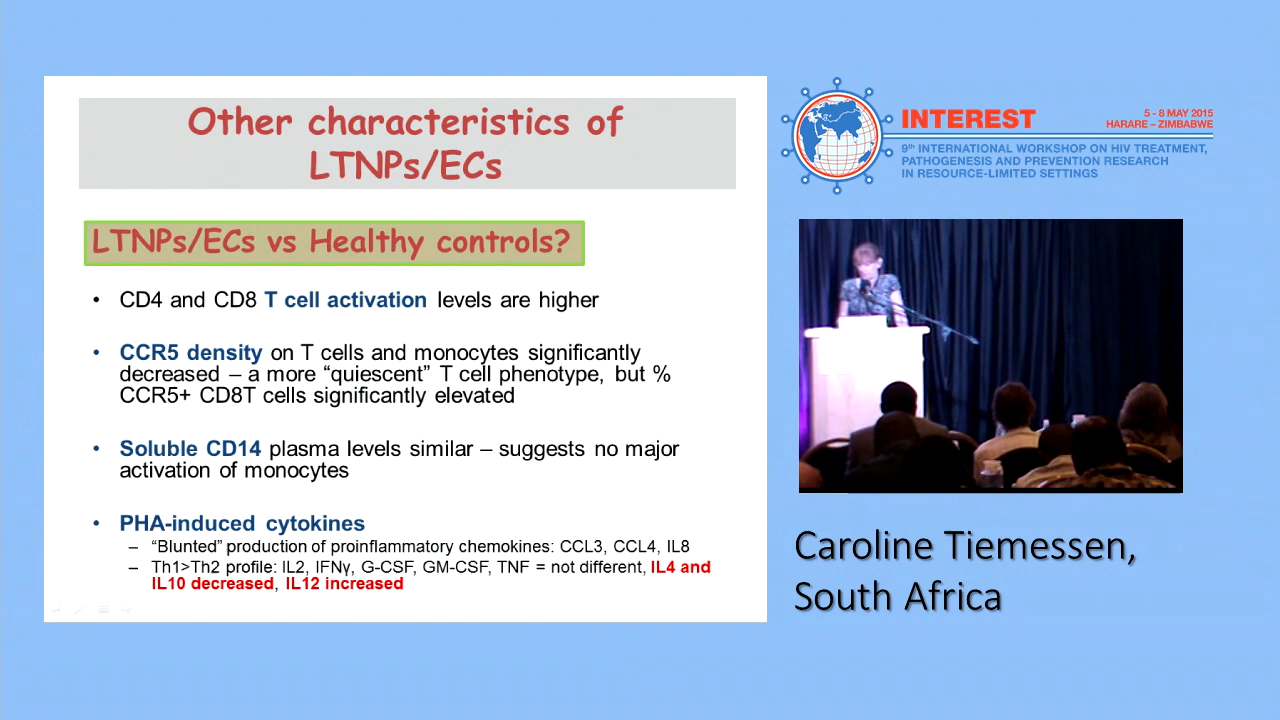 Other characteristics of
LTNPs/ECs
LTNPs/ECs vs Healthy controls?
• CD4 and CD8 T cell activation levels are higher
• CCR5 density on T cells and monocytes significantly
decreased – a more “quiescent” T cell phenotype, but %
CCR5+ CD8T cells significantly elevated
• Soluble CD14 plasma levels similar – suggests no major
activation of monocytes
• PHA-induced cytokines
– “Blunted” production of proinflammatory chemokines: CCL3, CCL4, IL8
– Th1>Th2 profile: IL2, IFNγ, G-CSF, GM-CSF, TNF = not different, IL4 and
IL10 decreased, IL12 increased
INTEREST
5 - 8 MAY 2015
HARARE – ZIMBABWE
9th INTERNATIONAL WORKSHOP ON HIV TREATMENT,
PATHOGENESIS AND PREVENTION RESEARCH
IN RESOURCE-LIMITED SETTINGS
Caroline Tiemessen,
South Africa